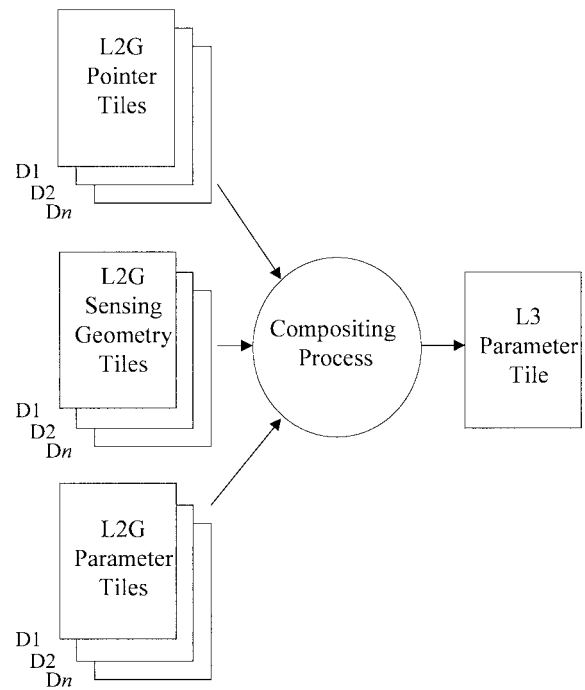 L2G
Pointer
Tiles
D1
D2
Dn
L2G
Sensing
Geometry
Tiles
D1
D2
Dn
L2G
Parameter
Tiles
D1
D2
Dn
Compositing
Process
L3
Parameter
Tile